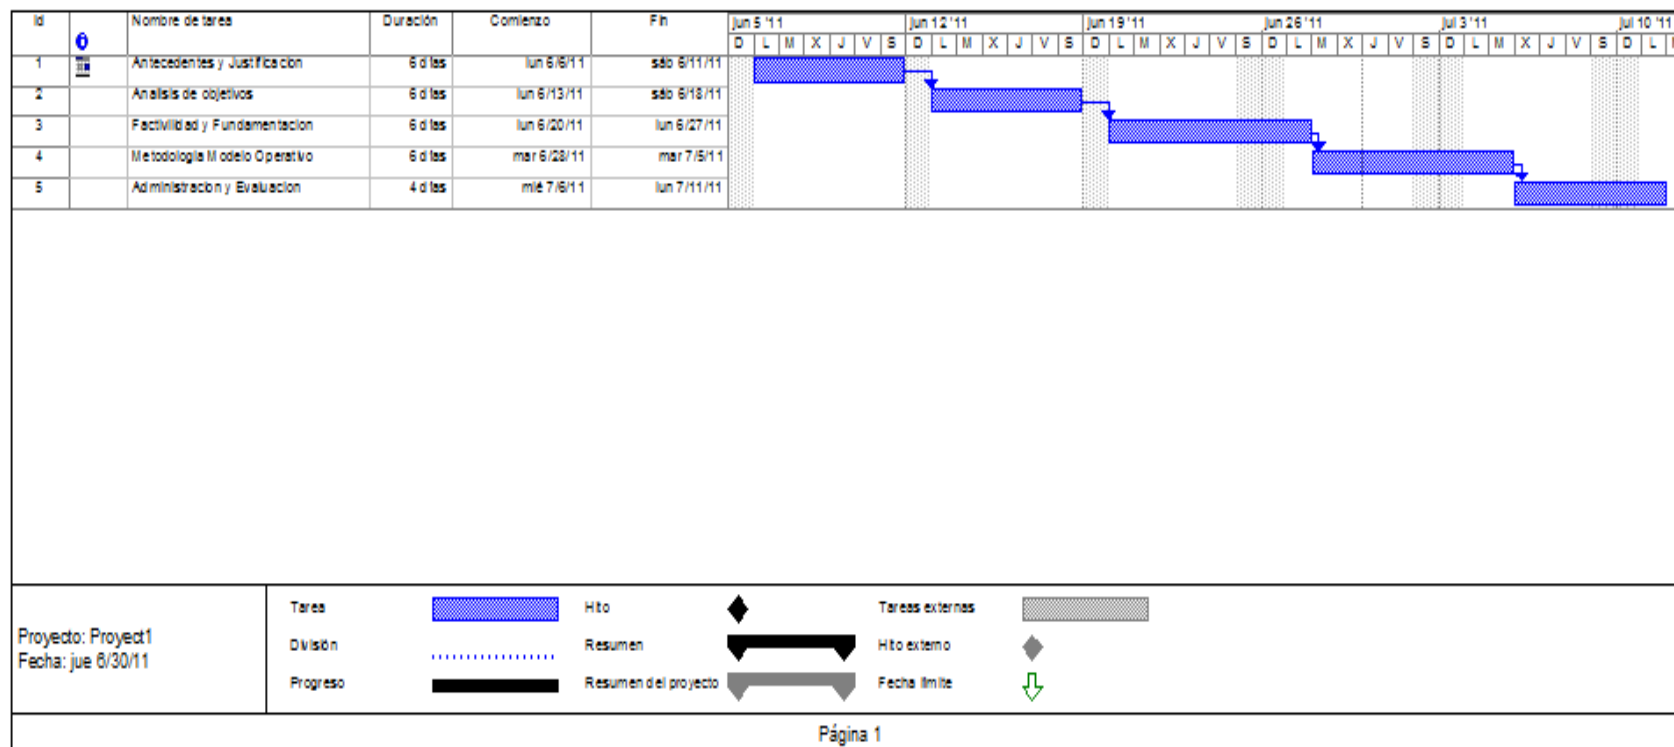 Id Nombre de tarea Duración Comienzo Fin jun 5 '11 jun 12 '11 jun 19 '11 jun 26 '11 jul 3 '11 jul 10 '11
D L M X J V S D L M X J V S D L M X J V S D L M X J V S D L M X J V S D L M
1 Antecedentes y Justificacion 6 días lun 6/6/11 sáb 6/11/11
2 Analisis de objetivos 6 días lun 6/13/11 sáb 6/18/11
3 Factivilidad y Fundamentacion 6 días lun 6/20/11 lun 6/27/11
4 Metodologia Modelo Operativo 6 días mar 6/28/11 mar 7/5/11
5 Administracion y Evaluacion 4 días mié 7/6/11 lun 7/11/11
Proyecto: Proyect1
Fecha: jue 6/30/11
Tarea Hito Tareas externas
División Resumen Hito externo
Progreso Resumen del proyecto Fecha límite
Página 1